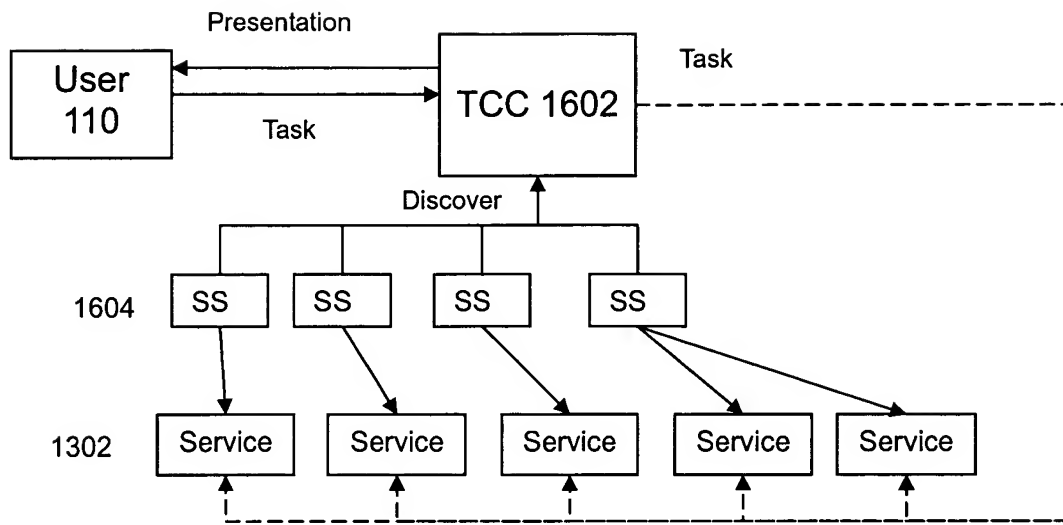 Presentation
User
110
TCC 1602
Task
Task
Discover
1604
SS
SS
SS
SS
1302
Service
Service
Service
Service
Service